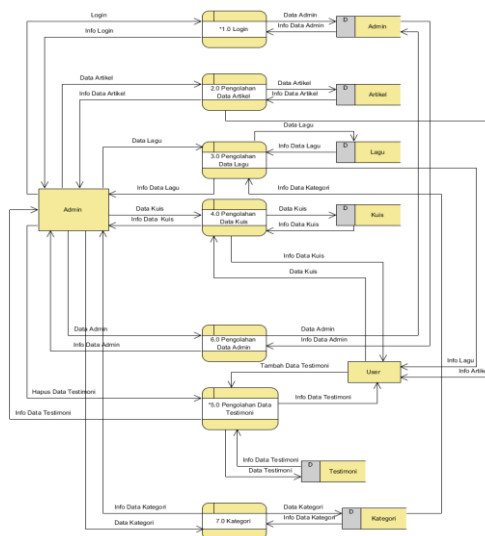 Login
Data Admin
D
Info Login
*1.0 Login
Info Data Admin
Admin
Data Artikel
2.0 Pengolahan
Data Artikel
Data Artikel
D
Info Data Artikel
Info Data Artikel
Artikel
Data Lagu
Data Lagu
3.0 Pengolahan
Data Lagu
Info Data Lagu
D
Lagu
Info Data Lagu
Info Data Kategori
Admin
Data Kuis
4.0 Pengolahan
Data Kuis
Data Kuis
D
Kuis
Info Data Kuis
Info Data Kuis
Info Data Kuis
Data Kuis
Data Admin
6.0 Pengolahan
Data Admin
Data Admin
Info Data Admin
Info Data Admin
Tambah Data Testimoni
User
Info Lagu
Info Artike
Hapus Data Testimoni
*5.0 Pengolahan Data
Testimoni
Info Data Testimoni
Info Data Testimoni
Info Data Testimoni
D
Data Testimoni
Testimoni
Info Data Kategori
7.0 Kategori
Data Kategori
D
Data Kategori
Info Data Kategori
Kategori